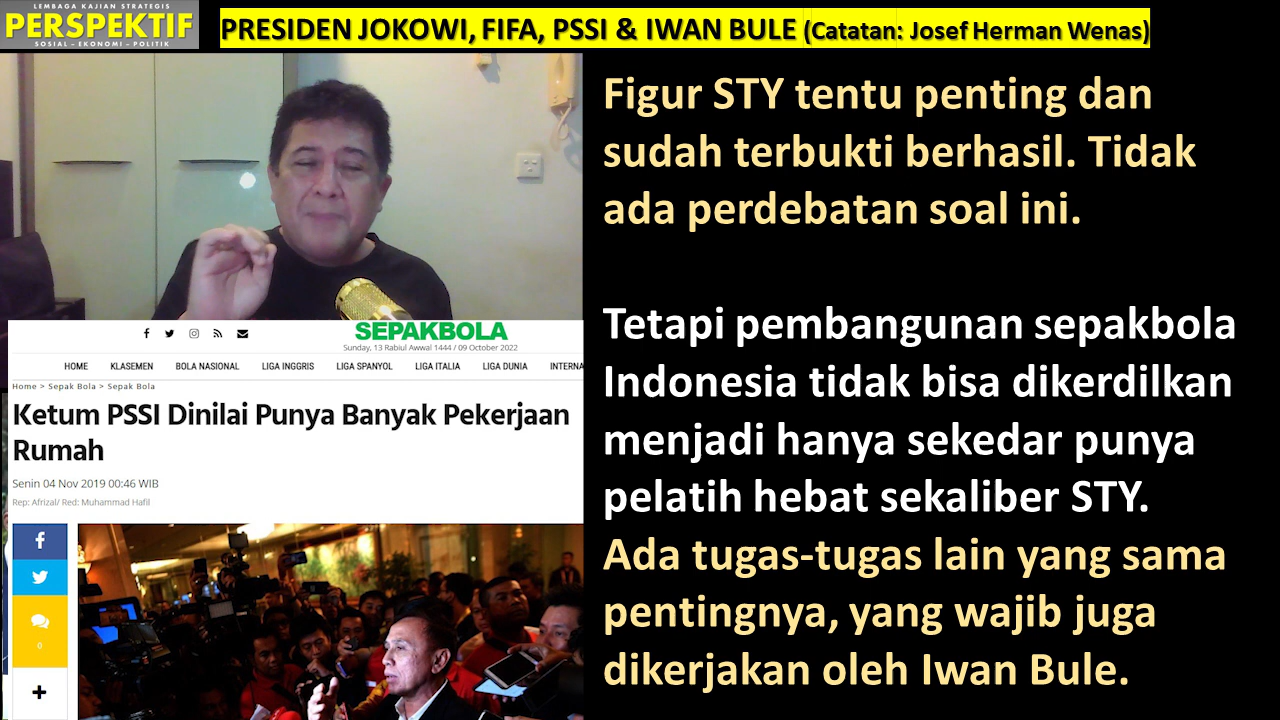 LEMBAGA KAJIAN STRATEGIS
PERSPEKTIF
SOSIAL - EKONOMI - POLITIK
PRESIDEN JOKOWI, FIFA, PSSI & IWAN BULE (Catatan: Josef Herman Wenas)
Figur STY tentu penting dan
sudah terbukti berhasil. Tidak
ada perdebatan soal ini.
Tetapi pembangunan sepakbola
Indonesia tidak bisa dikerdilkan
menjadi hanya sekedar punya
pelatih hebat sekaliber STY.
Ada tugas-tugas lain yang sama
pentingnya, yang wajib juga
dikerjakan oleh Iwan Bule.
SEPAKBOLA
Sunday, 13 Rabiul Awwal 1444 / 09 October 2022
HOME KLASEMEN BOLA NASIONAL LIGA INGGRIS LIGA SPANYOL LIGA ITALIA LIGA DUNIA INTERNA
Home > Sepak Bola > Sepak Bola
Ketum PSSI Dinilai Punya Banyak Pekerjaan
Rumah
Senin 04 Nov 2019 00:46 WIB
Rep: Afrizal/ Red: Muhammad Hafil
0